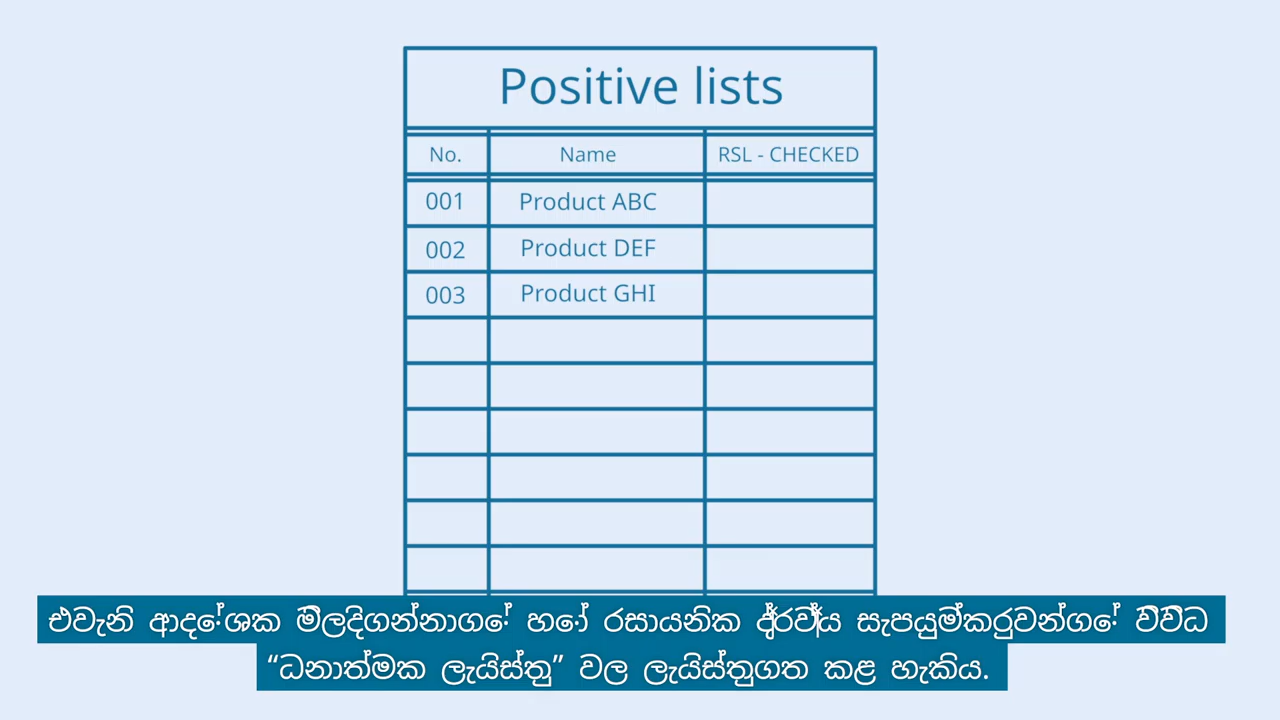 Positive lists
No. Name RSL - CHECKED
001 Product ABC
002 Product DEF
003 Product GHI
එවැනි ආදේශක මිලදිගන්නාගේ හෝ රසායනික ද්‍රව්‍ය සැපයුම්කරුවන්ගේ විවිධ
“ධනාත්මක ලැයිස්තු” වල ලැයිස්තුගත කළ හැකිය.